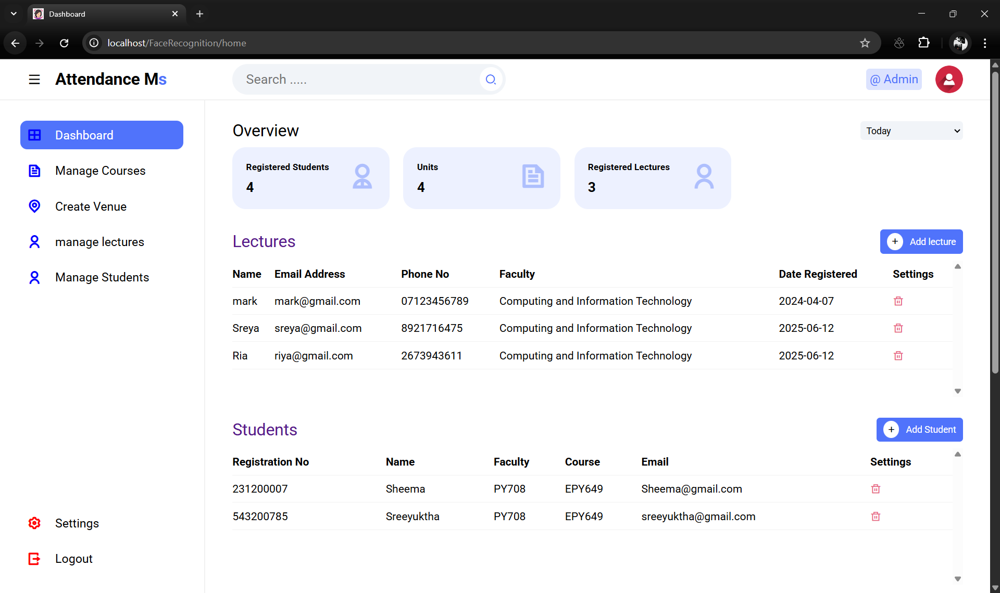 Dashboard
localhost/FaceRecognition/home
Attendance Ms
Search .....
@ Admin
Dashboard
Manage Courses
Create Venue
manage lectures
Manage Students
Settings
Logout
Overview
Today
Registered Students
4
Units
4
Registered Lectures
3
Lectures
+ Add lecture
Name Email Address Phone No Faculty Date Registered Settings
mark mark@gmail.com 07123456789 Computing and Information Technology 2024-04-07
Sreya sreya@gmail.com 8921716475 Computing and Information Technology 2025-06-12
Ria riya@gmail.com 2673943611 Computing and Information Technology 2025-06-12
Students
+ Add Student
Registration No Name Faculty Course Email Settings
231200007 Sheema PY708 EPY649 Sheema@gmail.com
543200785 Sreeyuktha PY708 EPY649 sreeyuktha@gmail.com